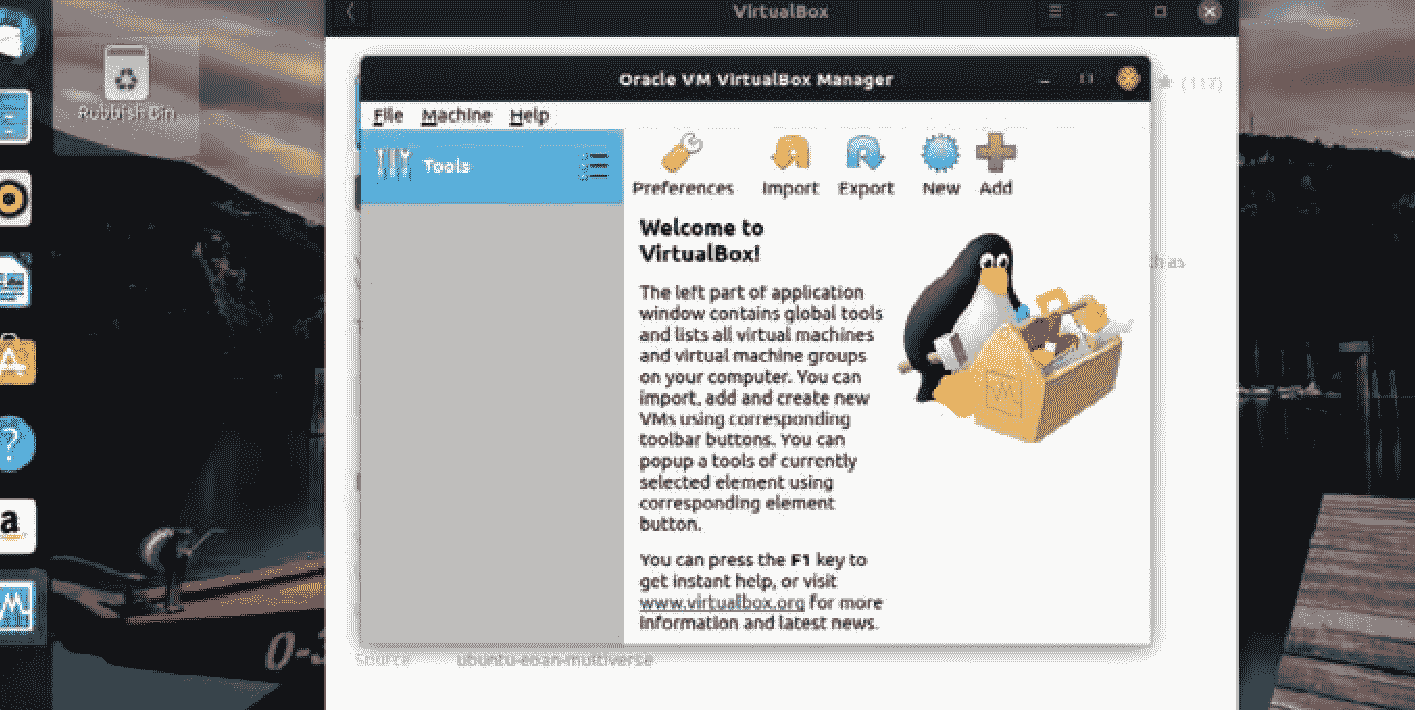 VirtualBox
Oracle VM VirtualBox Manager
(117)
Rubbish Bin
File Machine Help
Tools
Preferences Import Export New Add
Welcome to
VirtualBox!
The left part of application
window contains global tools
and lists all virtual machines
and virtual machine groups
on your computer. You can
import, add and create new
VMs using corresponding
toolbar buttons. You can
popup a tools of currently
selected element using
corresponding element
button.
You can press the F1 key to
get instant help, or visit
www.virtualbox.org for more
information and latest news.
as
a
?
Source ubuntu-eoan-multiverse